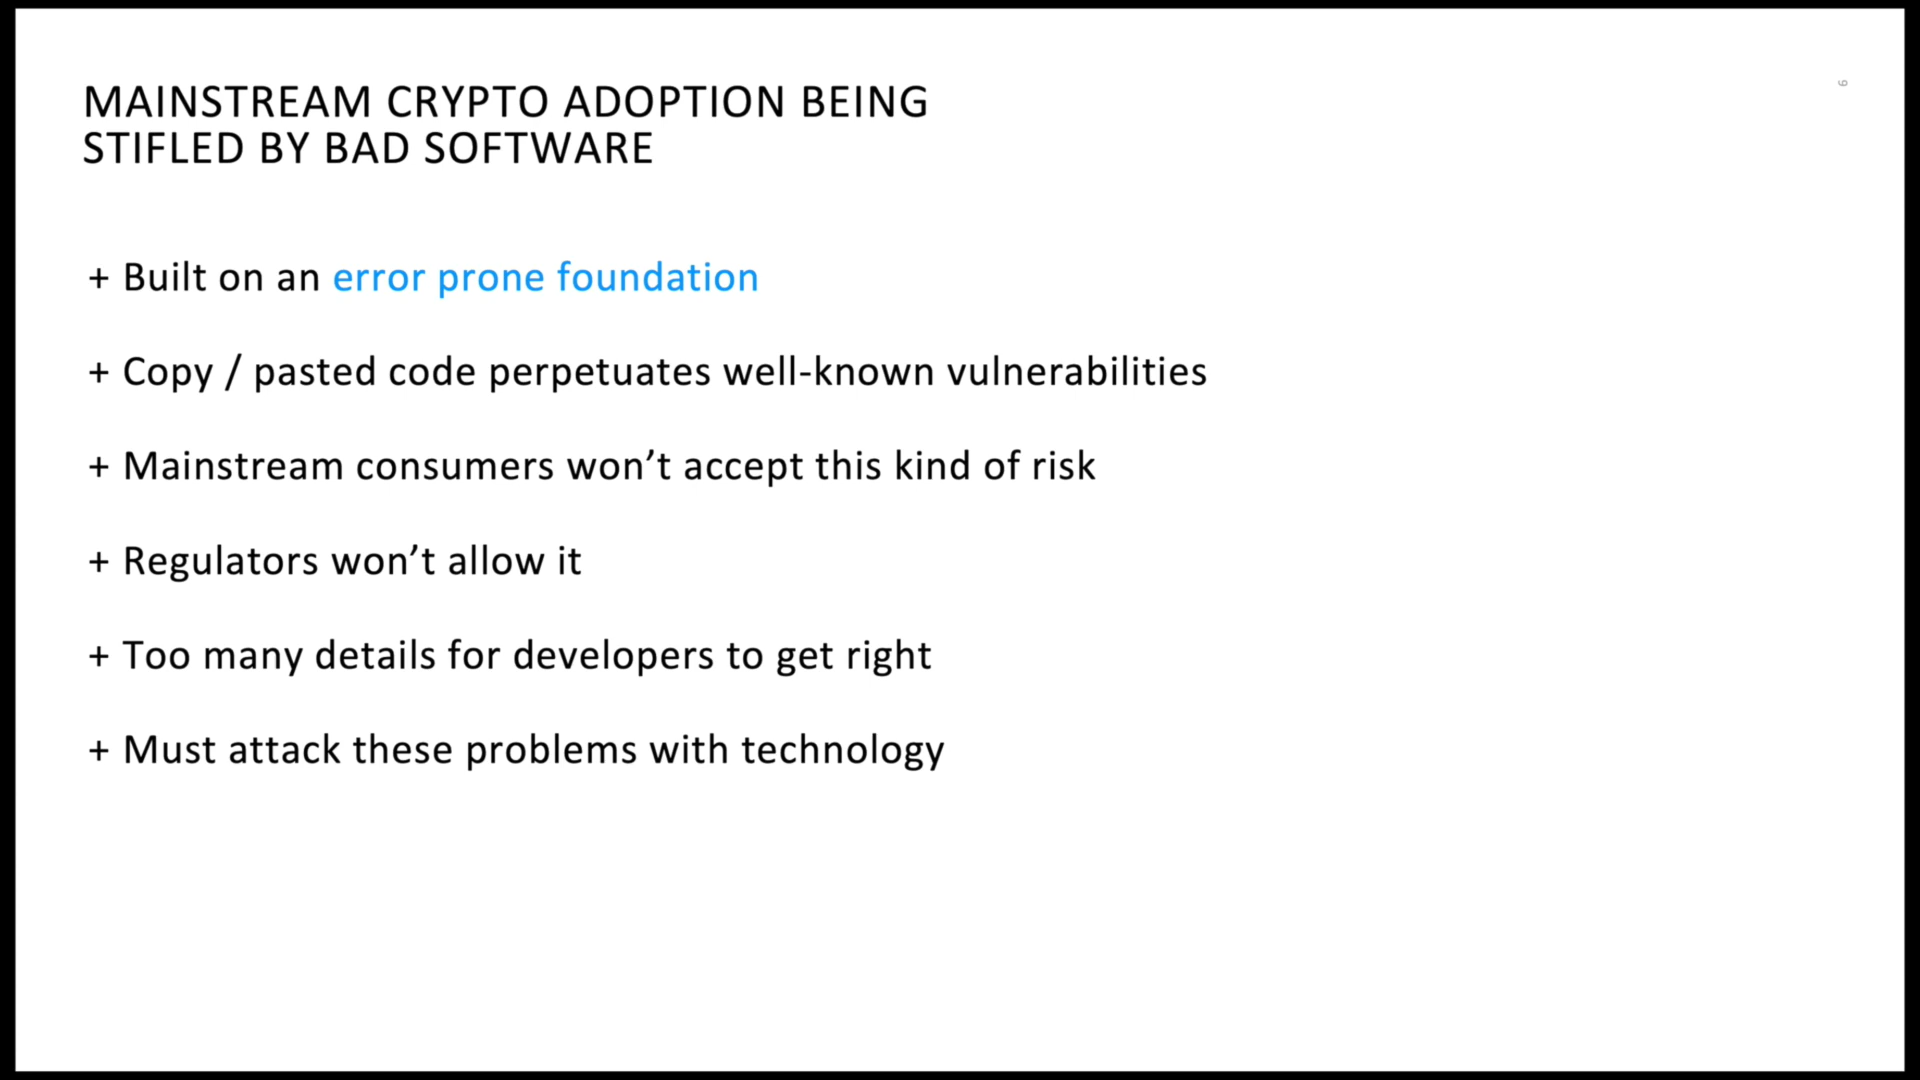 MAINSTREAM CRYPTO ADOPTION BEING
STIFLED BY BAD SOFTWARE
+ Built on an error prone foundation
+ Copy / pasted code perpetuates well-known vulnerabilities
+ Mainstream consumers won’t accept this kind of risk
+ Regulators won’t allow it
+ Too many details for developers to get right
+ Must attack these problems with technology